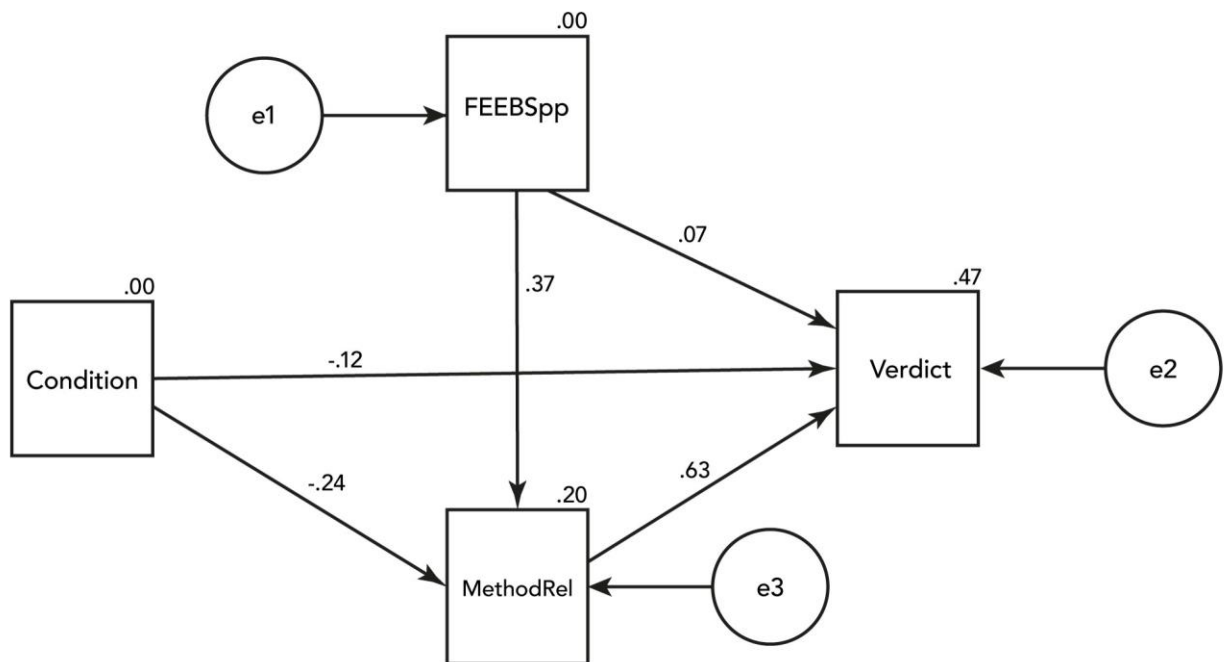 .00
e1
FEEBSpp
.07
.37
.00
.47
-.12
Condition
Verdict
e2
-.24
.63
.20
MethodRel
e3